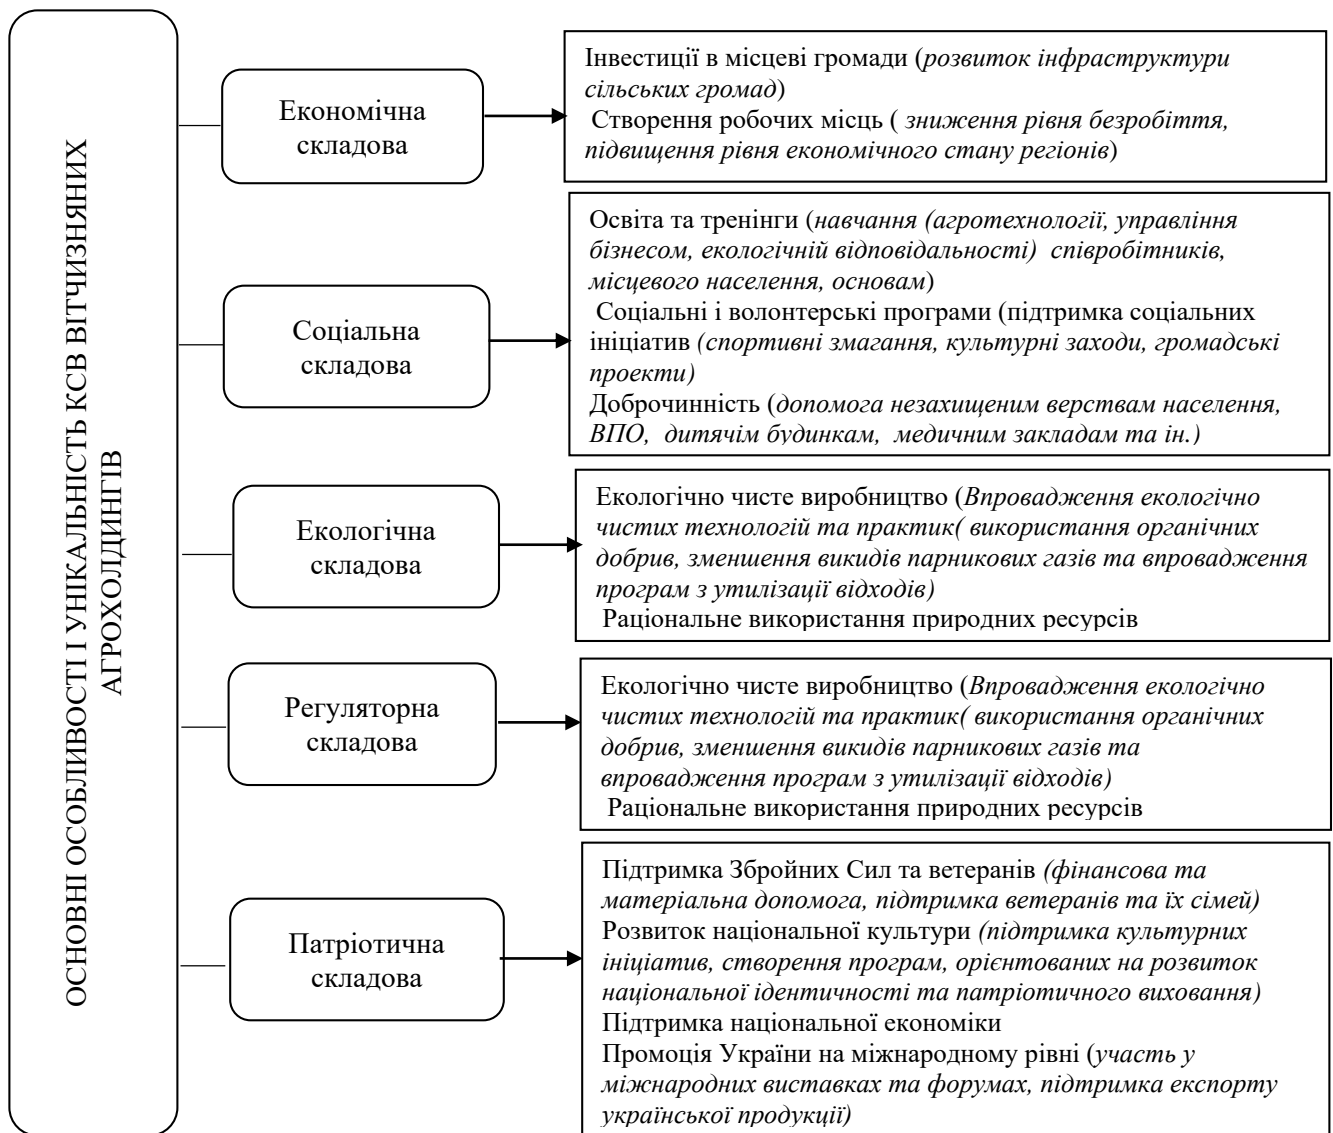 ОСНОВНІ ОСОБЛИВОСТІ І УНІКАЛЬНІСТЬ КСВ ВІТЧИЗНЯНИХ
АГРОХОЛДИНГІВ
Економічна
складова
Інвестиції в місцеві громади (розвиток інфраструктури
сільських громад)
Створення робочих місць ( зниження рівня безробіття,
підвищення рівня економічного стану регіонів)
Соціальна
складова
Освіта та тренінги (навчання (агротехнології, управління
бізнесом, екологічній відповідальності) співробітників,
місцевого населення, основам)
Соціальні і волонтерські програми (підтримка соціальних
ініціатив (спортивні змагання, культурні заходи, громадські
проекти)
Доброчинність (допомога незахищеним верствам населення,
ВПО, дитячім будинкам, медичним закладам та ін.)
Екологічна
складова
Екологічно чисте виробництво (Впровадження екологічно
чистих технологій та практик( використання органічних
добрив, зменшення викидів парникових газів та впровадження
програм з утилізації відходів)
Раціональне використання природних ресурсів
Регуляторна
складова
Екологічно чисте виробництво (Впровадження екологічно
чистих технологій та практик( використання органічних
добрив, зменшення викидів парникових газів та
впровадження програм з утилізації відходів)
Раціональне використання природних ресурсів
Патріотична
складова
Підтримка Збройних Сил та ветеранів (фінансова та
матеріальна допомога, підтримка ветеранів та їх сімей)
Розвиток національної культури (підтримка культурних
ініціатив, створення програм, орієнтованих на розвиток
національної ідентичності та патріотичного виховання)
Підтримка національної економіки
Промоція України на міжнародному рівні (участь у
міжнародних виставках та форумах, підтримка експорту
української продукції)